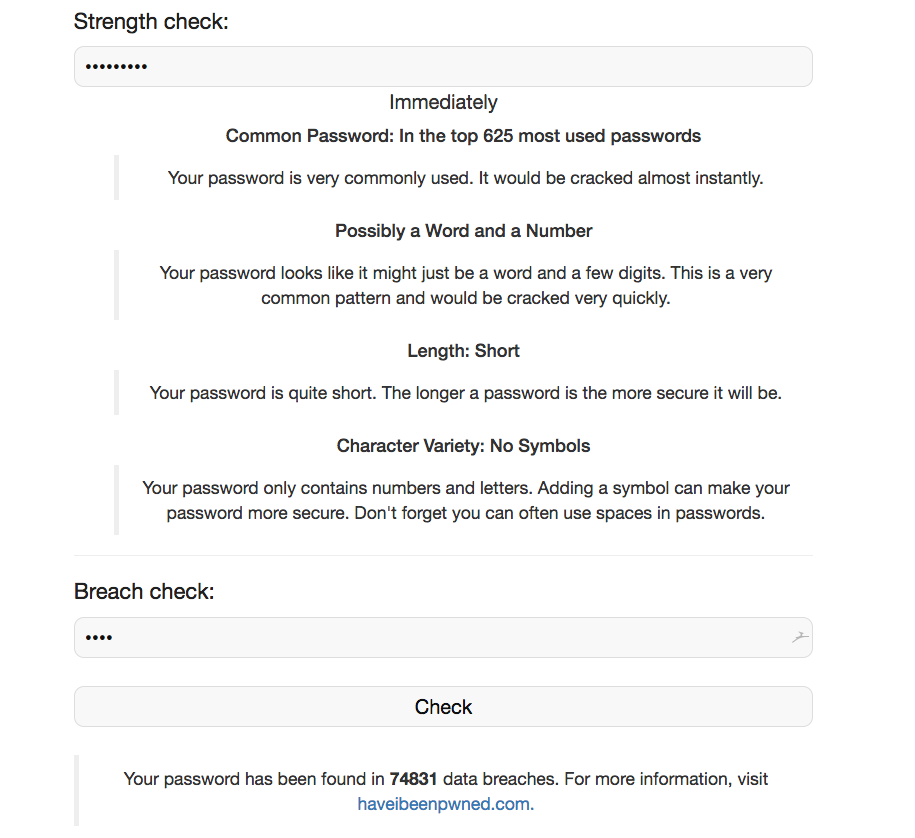 Strength check:
•••••••••
Immediately
Common Password: In the top 625 most used passwords
Your password is very commonly used. It would be cracked almost instantly.
Possibly a Word and a Number
Your password looks like it might just be a word and a few digits. This is a very
common pattern and would be cracked very quickly.
Length: Short
Your password is quite short. The longer a password is the more secure it will be.
Character Variety: No Symbols
Your password only contains numbers and letters. Adding a symbol can make your
password more secure. Don't forget you can often use spaces in passwords.
Breach check:
••••
Check
Your password has been found in 74831 data breaches. For more information, visit
haveibeenpwned.com.